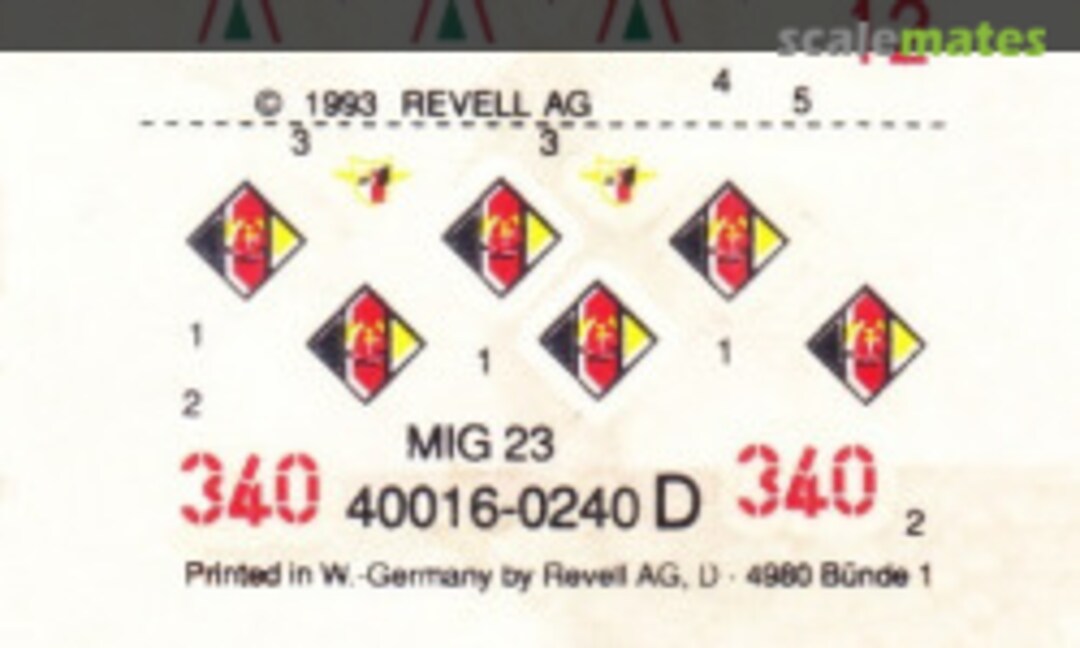 12
scalemates
4
5
© 1993 REVELL AG
3
3
1
1
1
2
MIG 23
340
340
40016-0240 D
2
Printed in W.-Germany by Revell AG, D - 4980 Bünde 1